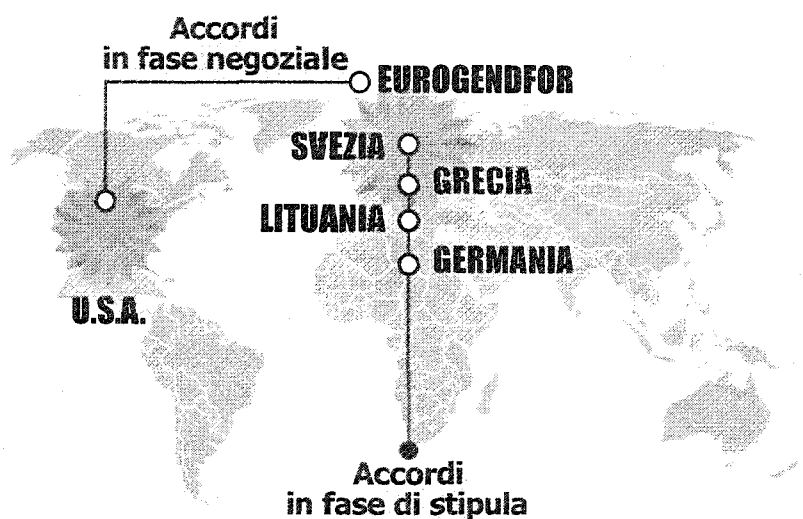 Accordi
in fase negoziale
EUROGENDFOR
SVEZIA
GRECIA
LITUANIA
GERMANIA
U.S.A.
Accordi
in fase di stipula